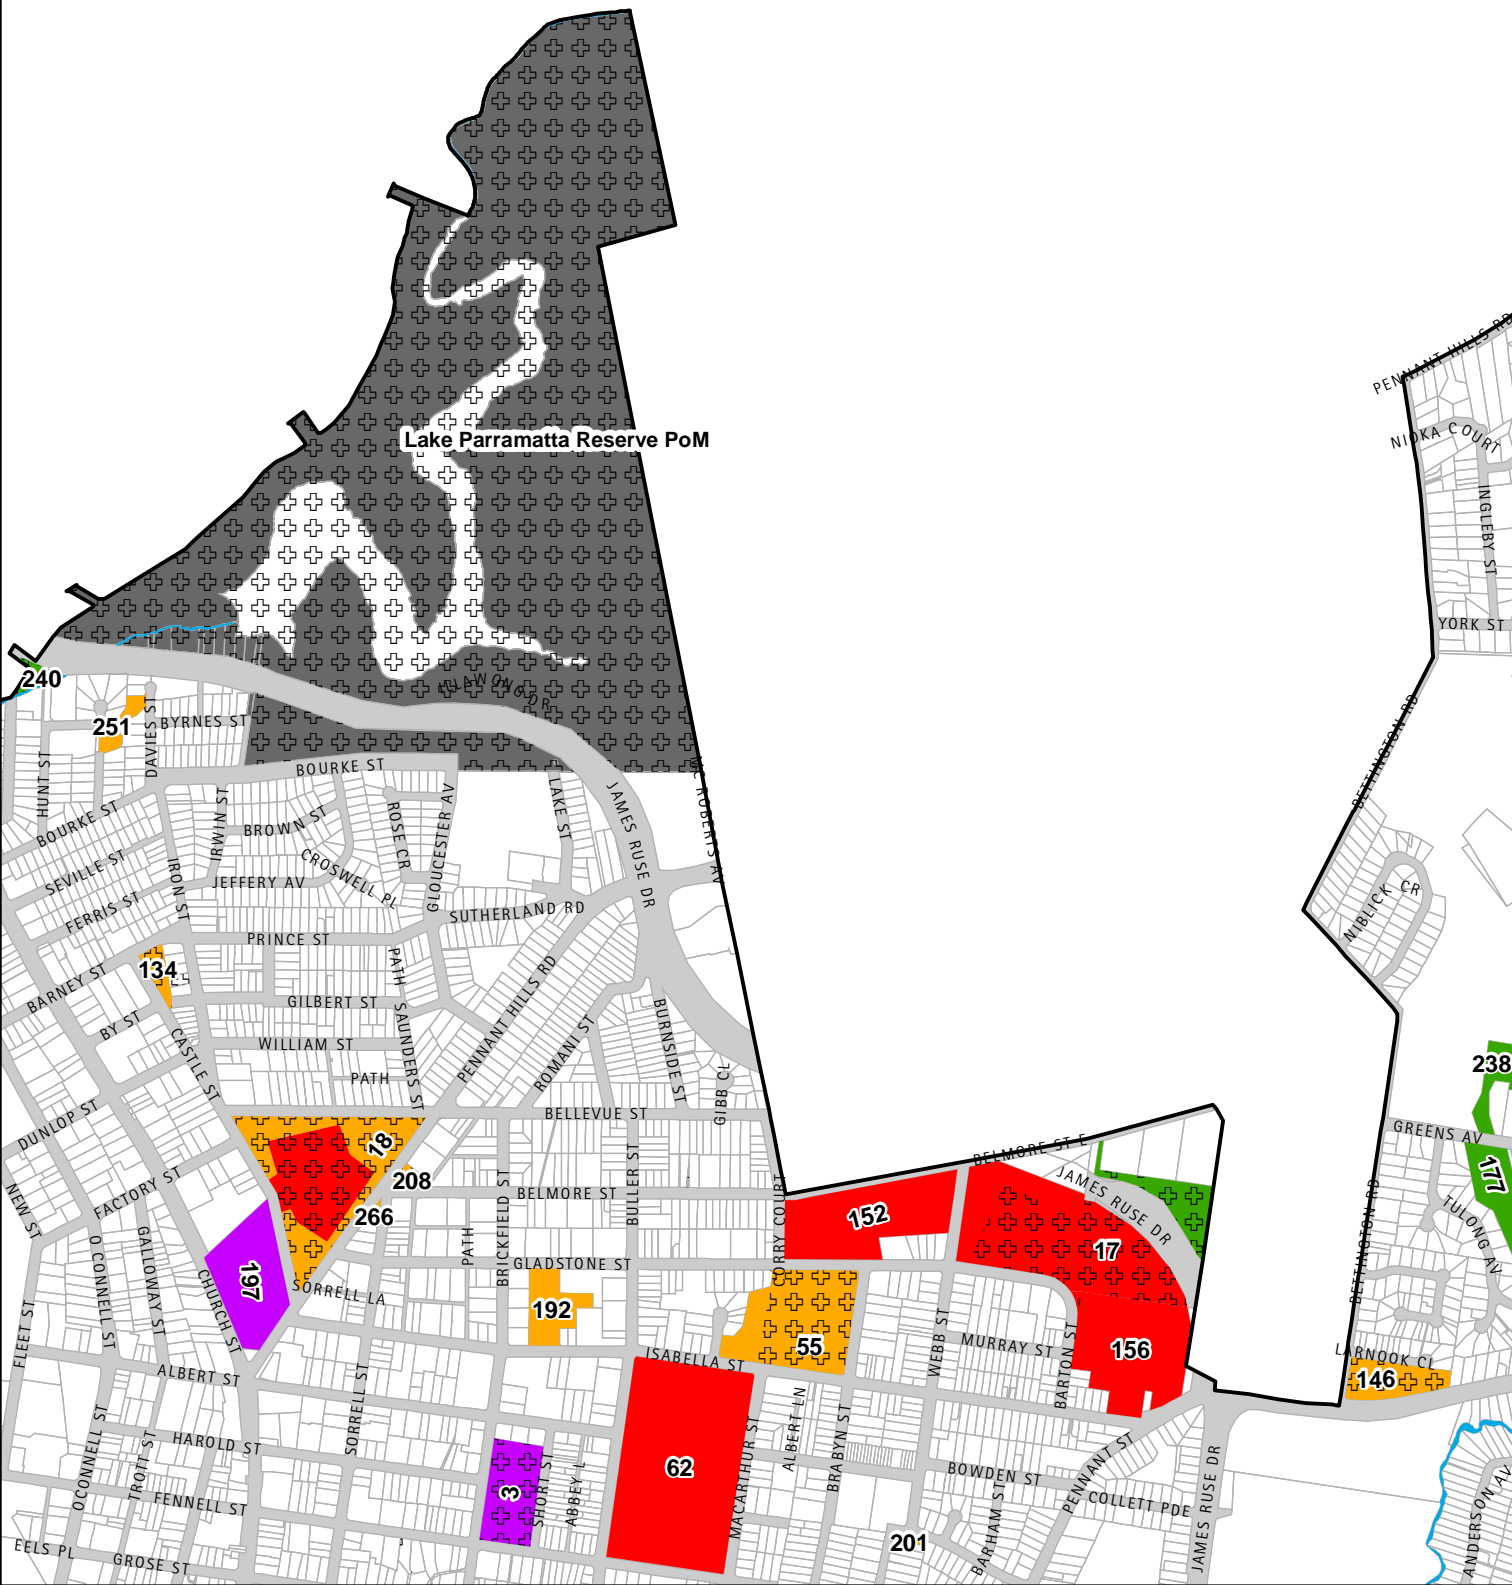 PENNANT HILLS RD
NIOKA COURT
Lake Parramatta Reserve PoM
INGLEBY ST
YORK ST
240
ILLAWONG DR
251
DAVIES ST
BYRNES ST
BETTINGTON RD
HUNT ST
BOURKE ST
MC ROBERTS AV
BOURKE ST
IRWIN ST
BROWN ST
ROSE CR
GLOUCESTER AV
LAKE ST
JAMES RUSE DR
SEVILLE ST
IRON ST
JEFFERY AV
CROSWELL PL
NIBLICK CR
FERRIS ST
SUTHERLAND RD
PRINCE ST
134
BARNEY ST
PATH
GILBERT ST
PENNANT HILLS RD
BY ST
CASTLE ST
WILLIAM ST
SAUNDERS ST
ROMANI ST
BURNSIDE ST
238
PATH
GIBB CL
DUNLOP ST
BELLEVUE ST
GREENS AV
18
BELMORE ST E
177
FACTORY ST
208
BELMORE ST
BRICKFIELD ST
BULLER ST
CORRY COURT
JAMES RUSE DR
NEW ST
266
152
TULONG AV
O CONNELL ST
GALLOWAY ST
PATH
17
BETTINGTON RD
GLADSTONE ST
197
CHURCH ST
SORRELL LA
192
FLEET ST
WEBB ST
MURRAY ST
BARTON ST
156
55
ISABELLA ST
LARNOOK CL
ALBERT ST
146
SORRELL ST
OCONNELL ST
TROTT ST
HAROLD ST
ALBERT LN
MACARTHUR ST
BRABYN ST
PENNANT ST
62
BOWDEN ST
3
SHORT ST
ABBEY L
FENNELL ST
COLLETT PDE
JAMES RUSE DR
ANDERSON AV
201
BARHAM ST
EELS PL
GROSE ST